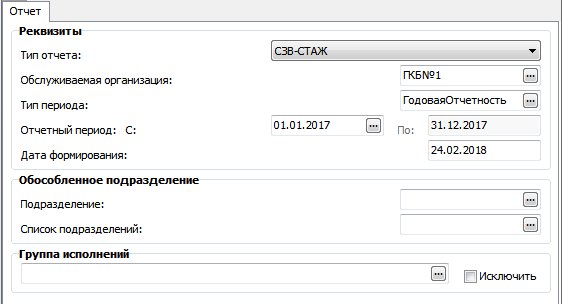 Отчет
Реквизиты
Тип отчета: СЗВ-СТАЖ
Обслуживаемая организация: ГКБ№1 ...
Тип периода: ГодоваяОтчетность ...
Отчетный период: С: 01.01.2017 ... По: 31.12.2017
Дата формирования: 24.02.2018
Обособленное подразделение
Подразделение: ...
Список подразделений: ...
Группа исполнений
... Исключить